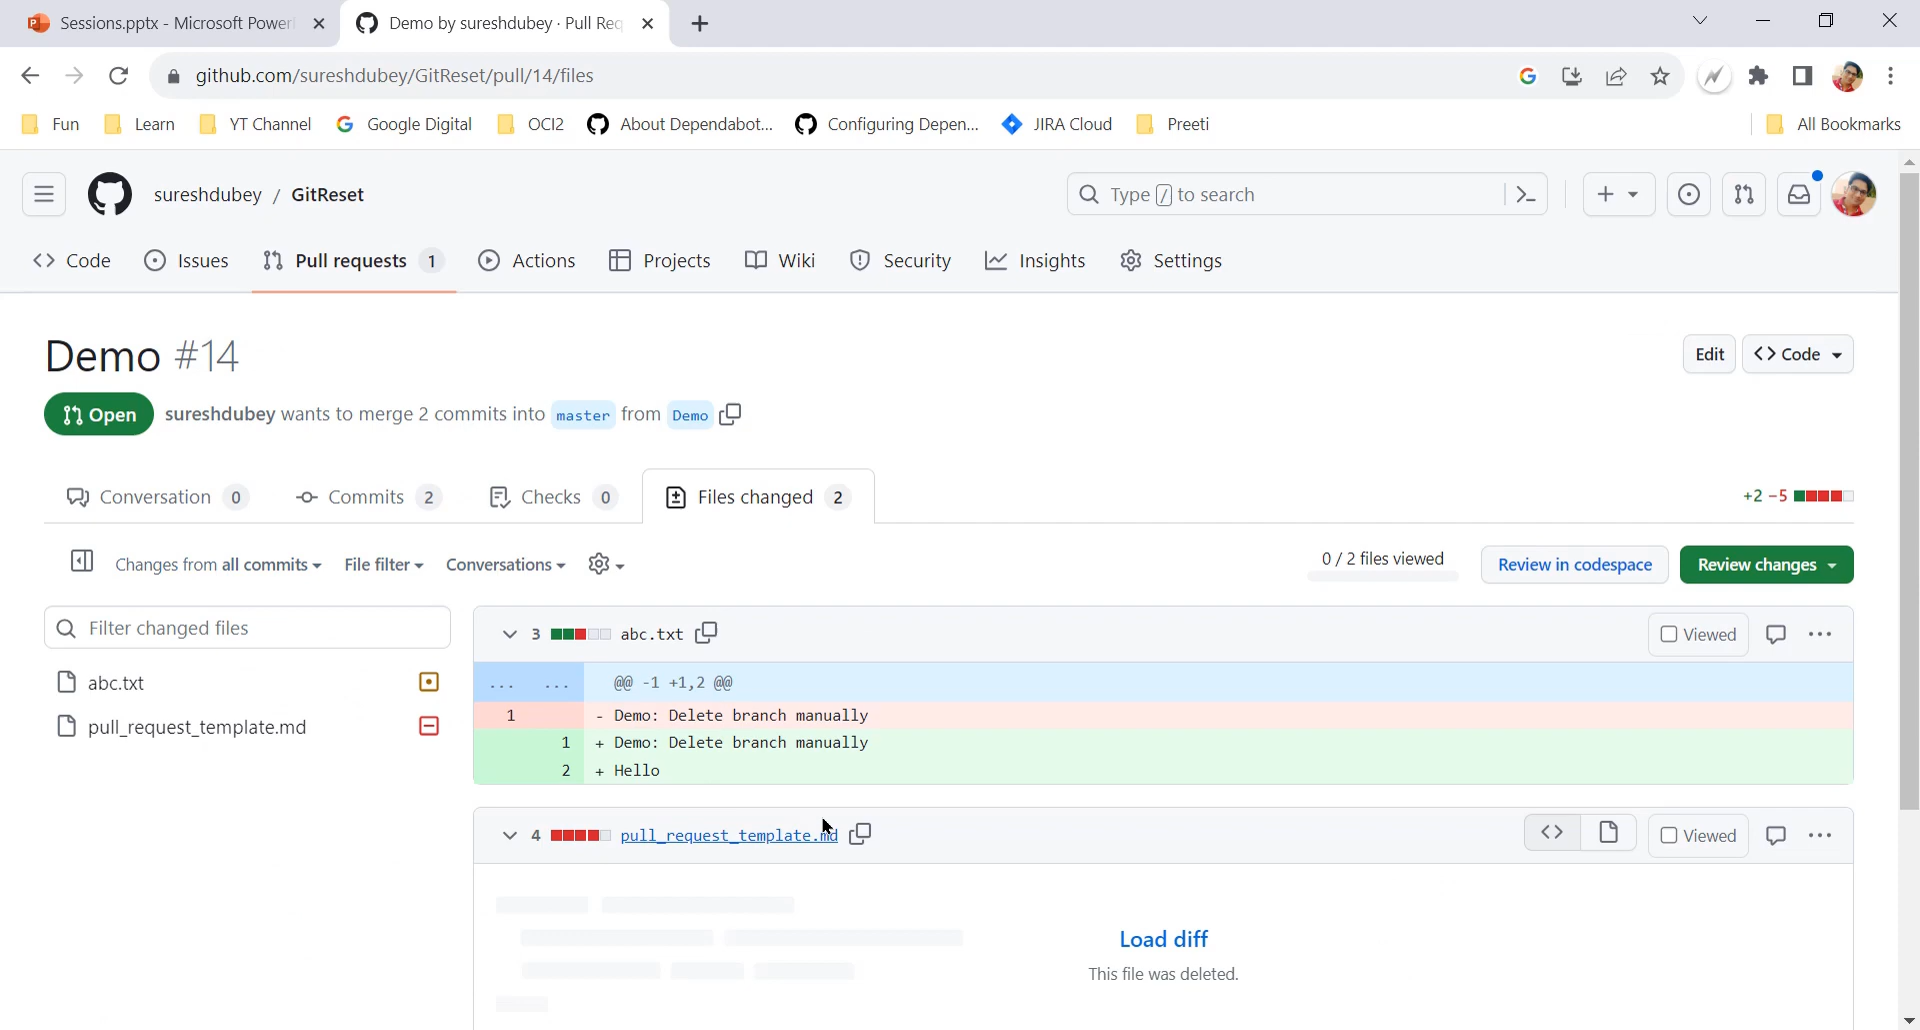 Sessions.pptx - Microsoft Power
Demo by sureshdubey · Pull Req
github.com/sureshdubey/GitReset/pull/14/files
Fun
Learn
YT Channel
Google Digital
OCI2
About Dependabot...
Configuring Depen...
JIRA Cloud
Preeti
All Bookmarks
sureshdubey / GitReset
Type / to search
Code
Issues
Pull requests 1
Actions
Projects
Wiki
Security
Insights
Settings
Demo #14
Edit
<> Code
Open
sureshdubey wants to merge 2 commits into master from Demo
Conversation 0
Commits 2
Checks 0
Files changed 2
+2 −5
Changes from all commits
File filter
Conversations
0 / 2 files viewed
Review in codespace
Review changes
Filter changed files
abc.txt
pull_request_template.md
3 abc.txt
Viewed
... ... @@ -1 +1,2 @@
1 - Demo: Delete branch manually
1 + Demo: Delete branch manually
2 + Hello
4 pull_request_template.md
Viewed
Load diff
This file was deleted.